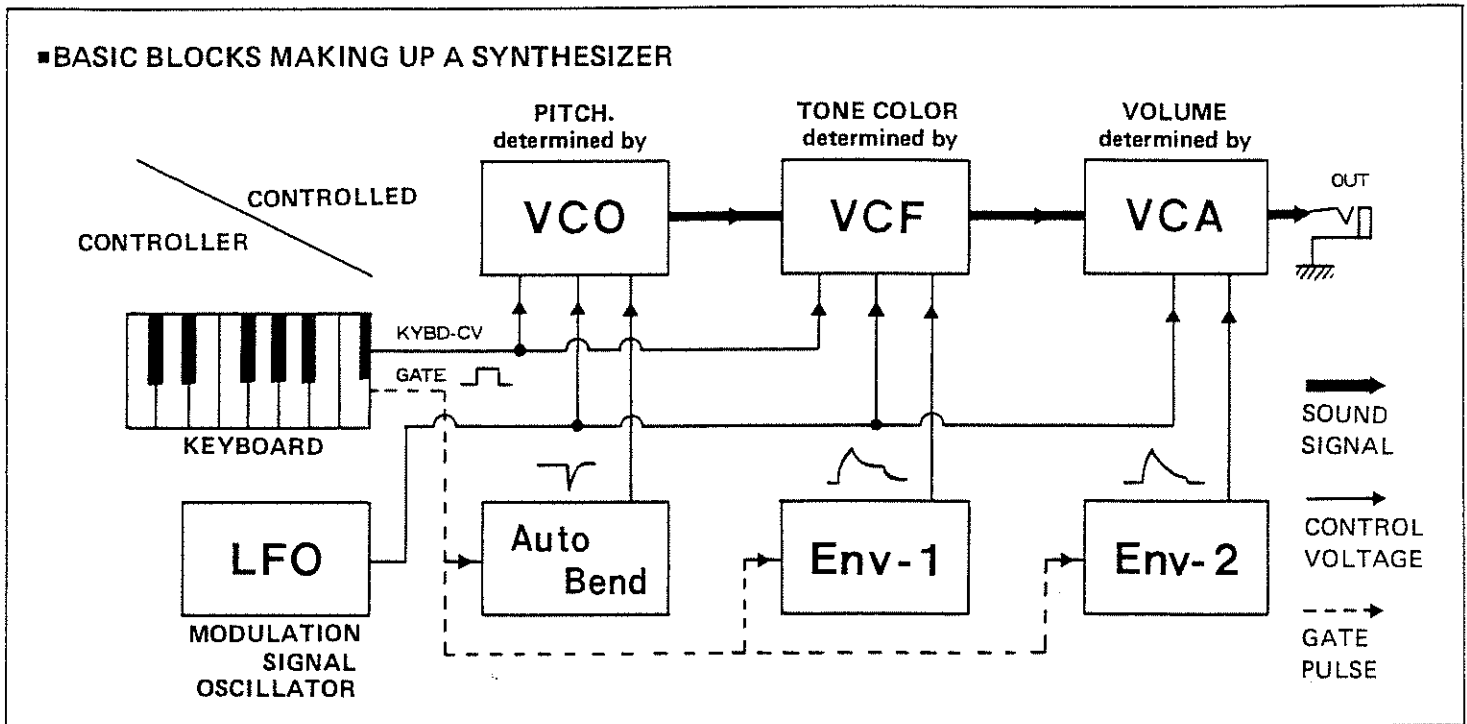 ■BASIC BLOCKS MAKING UP A SYNTHESIZER
PITCH.
determined by
TONE COLOR
determined by
VOLUME
determined by
CONTROLLED
CONTROLLER
VCO
VCF
VCA
OUT
KYBD-CV
GATE
KEYBOARD
SOUND
SIGNAL
LFO
Auto
Bend
Env-1
Env-2
CONTROL
VOLTAGE
MODULATION
SIGNAL
OSCILLATOR
GATE
PULSE